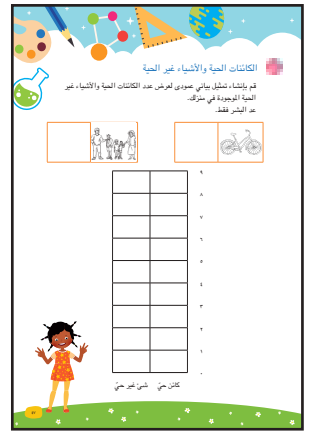 الكائنات الحية والأشياء غير الحية
قم بإنشاء تمثيل بياني عمودي لعرض عدد الكائنات الحية والأشياء غير
الحية الموجودة في منزلك.
عد البشر فقط.
٩
٨
٧
٦
٥
٤
٣
٢
١
٠
كائن حيّ شيئ غير حيّ